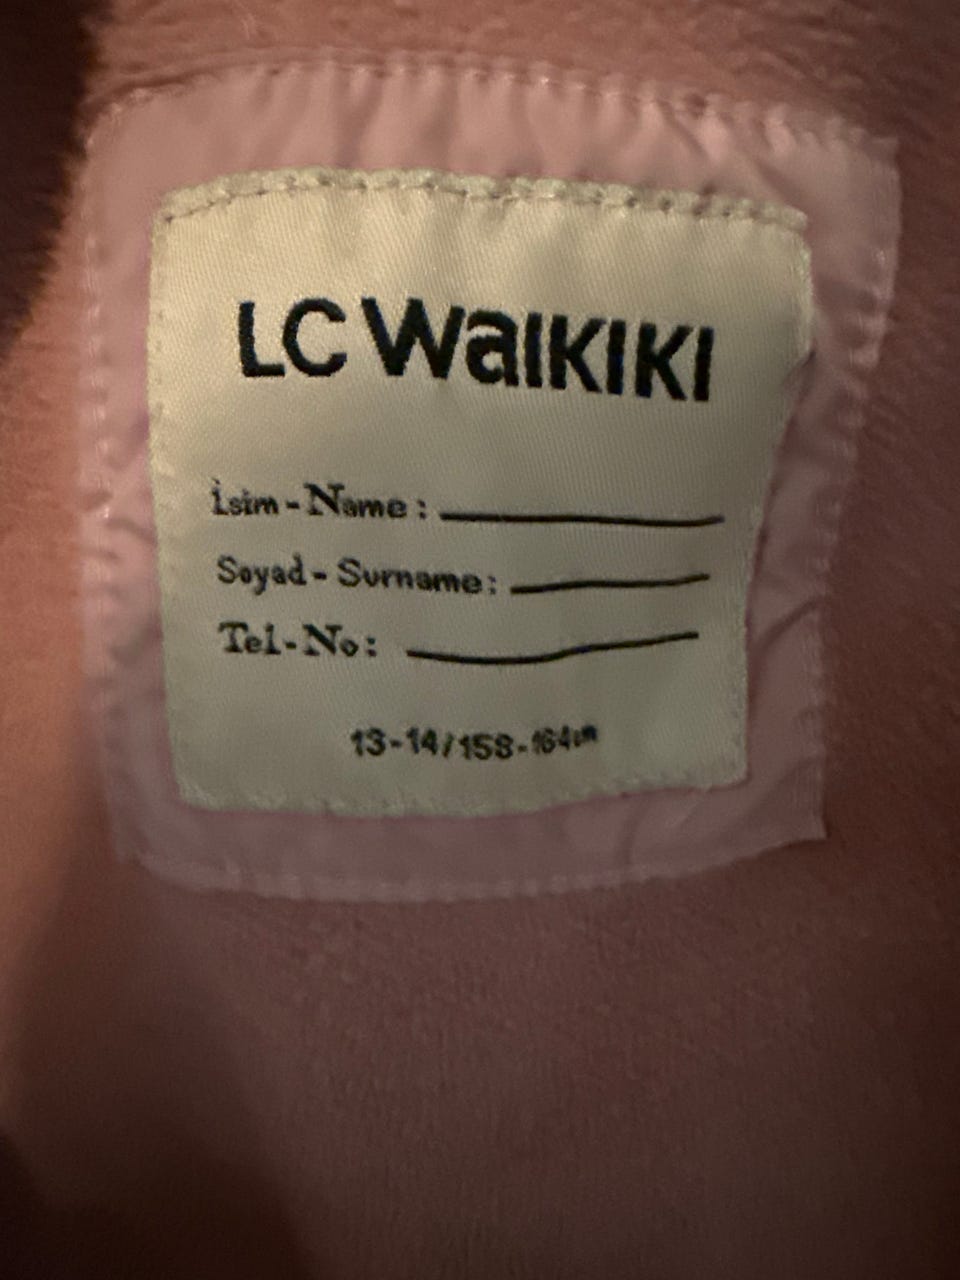 LC WaIKIKI
İsim - Name :
Soyad - Surname :
Tel - No :
13-14/158-164cm